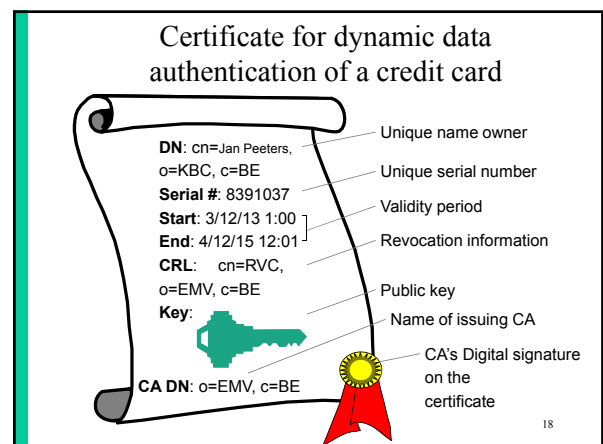 Certificate for dynamic data
authentication of a credit card
DN: cn=Jan Peeters,
o=KBC, c=BE
Serial #: 8391037
Start: 3/12/13 1:00
End: 4/12/15 12:01
CRL: cn=RVC,
o=EMV, c=BE
Key:
CA DN: o=EMV, c=BE
Unique name owner
Unique serial number
Validity period
Revocation information
Public key
Name of issuing CA
CA's Digital signature
on the
certificate
18